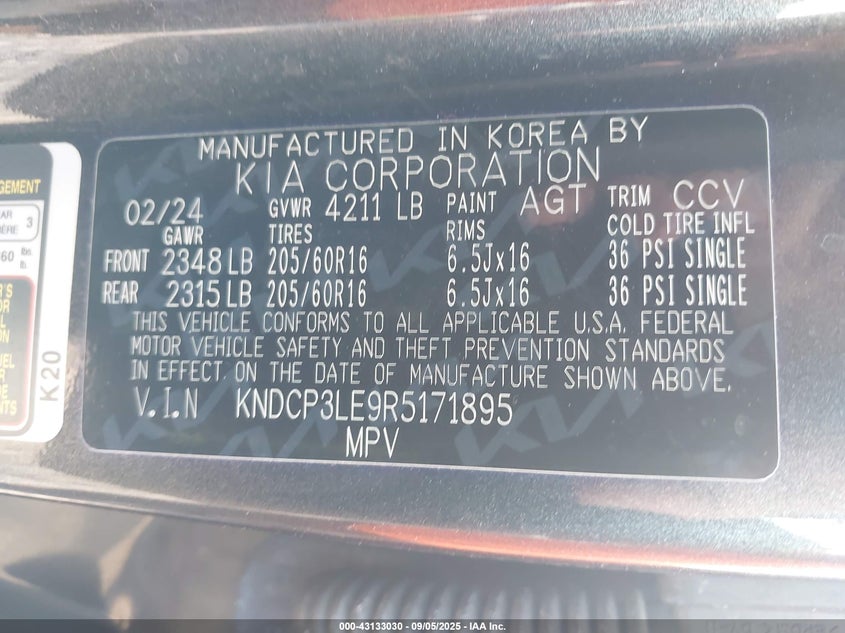 MANUFACTURED IN KOREA BY
KIA CORPORATION
02/24 GVWR 4211 LB PAINT AGT TRIM CCV
GAWR TIRES RIMS COLD TIRE INFL
FRONT 2348 LB 205/60R16 6.5Jx16 36 PSI SINGLE
REAR 2315 LB 205/60R16 6.5Jx16 36 PSI SINGLE
THIS VEHICLE CONFORMS TO ALL APPLICABLE U.S.A. FEDERAL
MOTOR VEHICLE SAFETY AND THEFT PREVENTION STANDARDS
IN EFFECT ON THE DATE OF MANUFACTURE SHOWN ABOVE.
V.I.N KNDCP3LE9R5171895
MPV
3
lbs.
K20
000-43133030 - 09/05/2025 - IAA Inc.